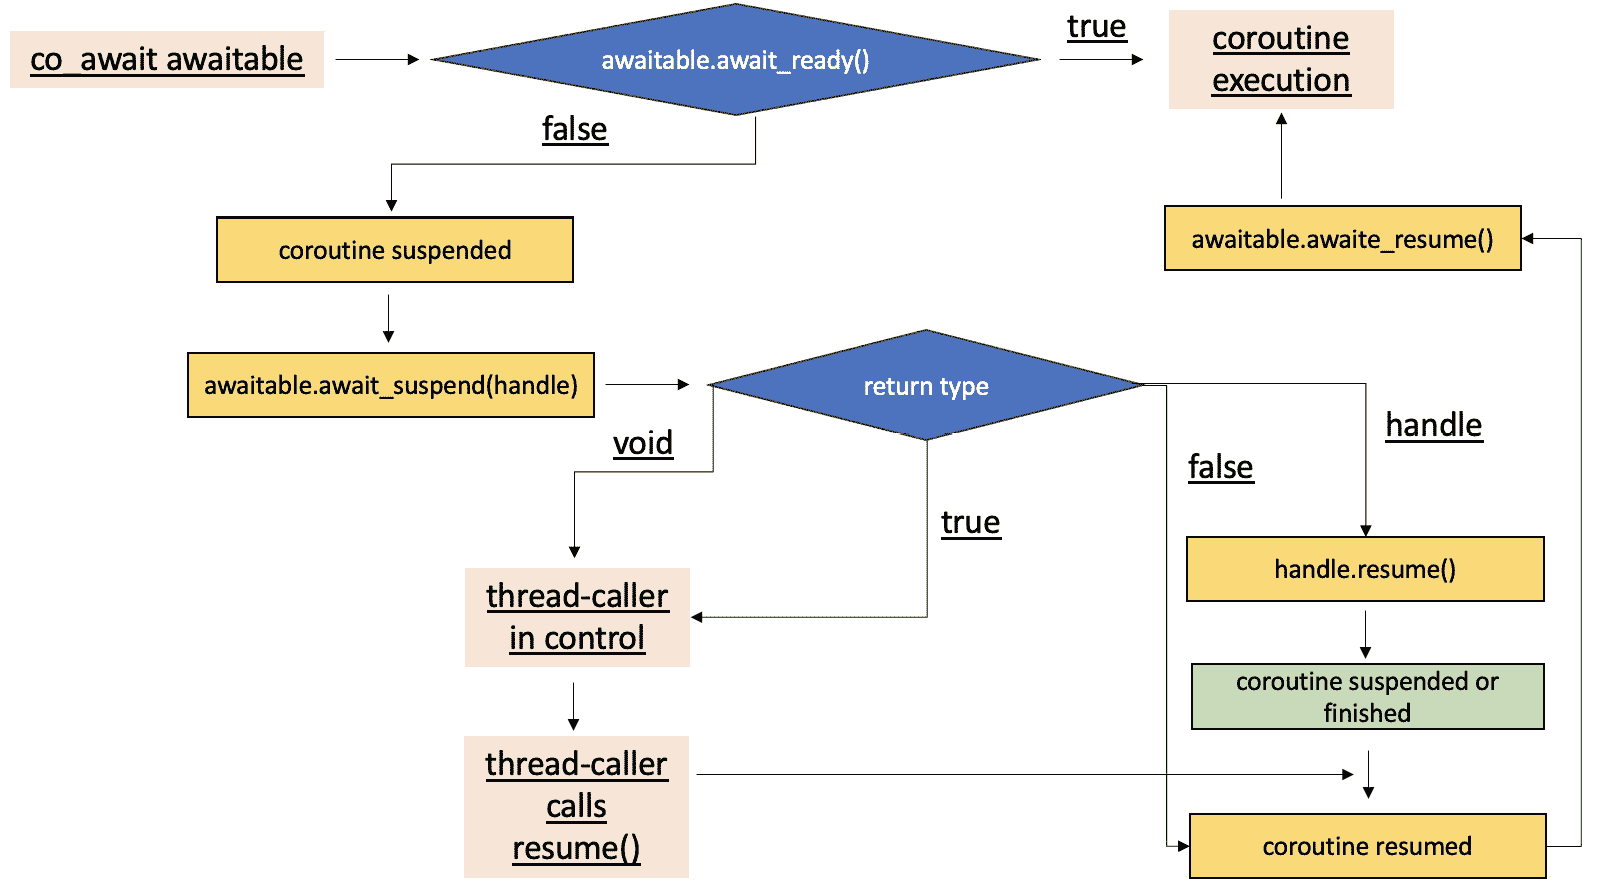 co_await awaitable
awaitable.await_ready()
true
coroutine
execution
false
coroutine suspended
awaitable.awaite_resume()
awaitable.await_suspend(handle)
return type
void
true
false
handle
handle.resume()
thread-caller
in control
coroutine suspended or
finished
thread-caller
calls
resume()
coroutine resumed